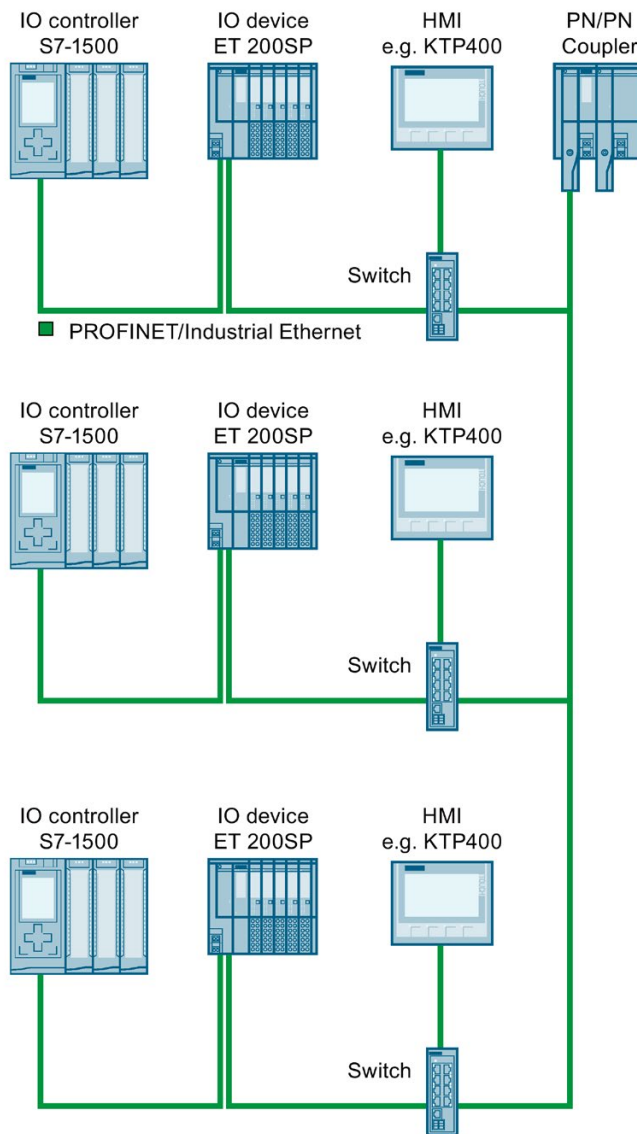 IO controller
S7-1500
IO device
ET 200SP
HMI
e.g. KTP400
PN/PN
Coupler
Switch
PROFINET/Industrial Ethernet
IO controller
S7-1500
IO device
ET 200SP
HMI
e.g. KTP400
Switch
IO controller
S7-1500
IO device
ET 200SP
HMI
e.g. KTP400
Switch